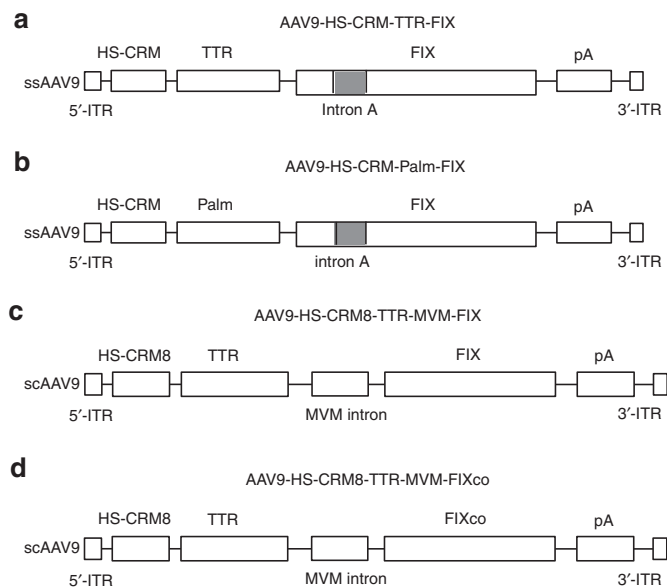 a
AAV9-HS-CRM-TTR-FIX
HS-CRM TTR FIX pA
ssAAV9
5′-ITR Intron A 3′-ITR
b
AAV9-HS-CRM-Palm-FIX
HS-CRM Palm FIX pA
ssAAV9
5′-ITR intron A 3′-ITR
c
AAV9-HS-CRM8-TTR-MVM-FIX
HS-CRM8 TTR FIX pA
scAAV9
5′-ITR MVM intron 3′-ITR
d
AAV9-HS-CRM8-TTR-MVM-FIXco
HS-CRM8 TTR FIXco pA
scAAV9
5′-ITR MVM intron 3′-ITR